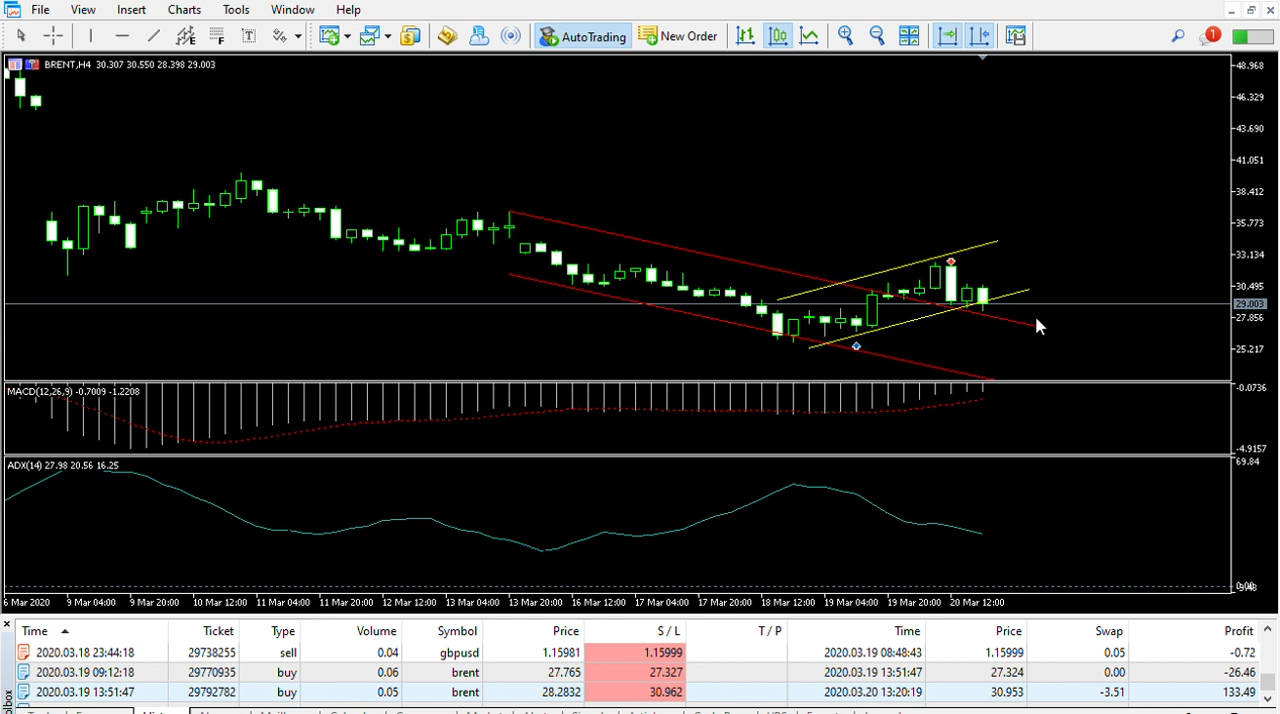 File View Insert Charts Tools Window Help
AutoTrading New Order 1
BRENT,H4 30.307 30.550 28.398 29.003
48.968
46.329
43.690
41.051
38.412
35.773
33.134
30.495
29.003
27.856
25.217
MACD(12,26,9) -0.7009 -1.2208
-0.0736
-4.9157
ADX(14) 27.98 20.56 16.25
69.84
6 Mar 2020 9 Mar 04:00 9 Mar 20:00 10 Mar 12:00 11 Mar 04:00 11 Mar 20:00 12 Mar 12:00 13 Mar 04:00 13 Mar 20:00 16 Mar 12:00 17 Mar 04:00 17 Mar 20:00 18 Mar 12:00 19 Mar 04:00 19 Mar 20:00 20 Mar 12:00
Time Ticket Type Volume Symbol Price S / L T / P Time Price Swap Profit
2020.03.18 23:44:18 29738255 sell 0.04 gbpusd 1.15981 1.15999 2020.03.19 08:48:43 1.15999 0.05 -0.72
2020.03.19 09:12:18 29770935 buy 0.06 brent 27.765 27.327 2020.03.19 13:51:47 27.324 0.00 -26.46
2020.03.19 13:51:47 29792782 buy 0.05 brent 28.2832 30.962 2020.03.20 13:20:19 30.953 -3.51 133.49